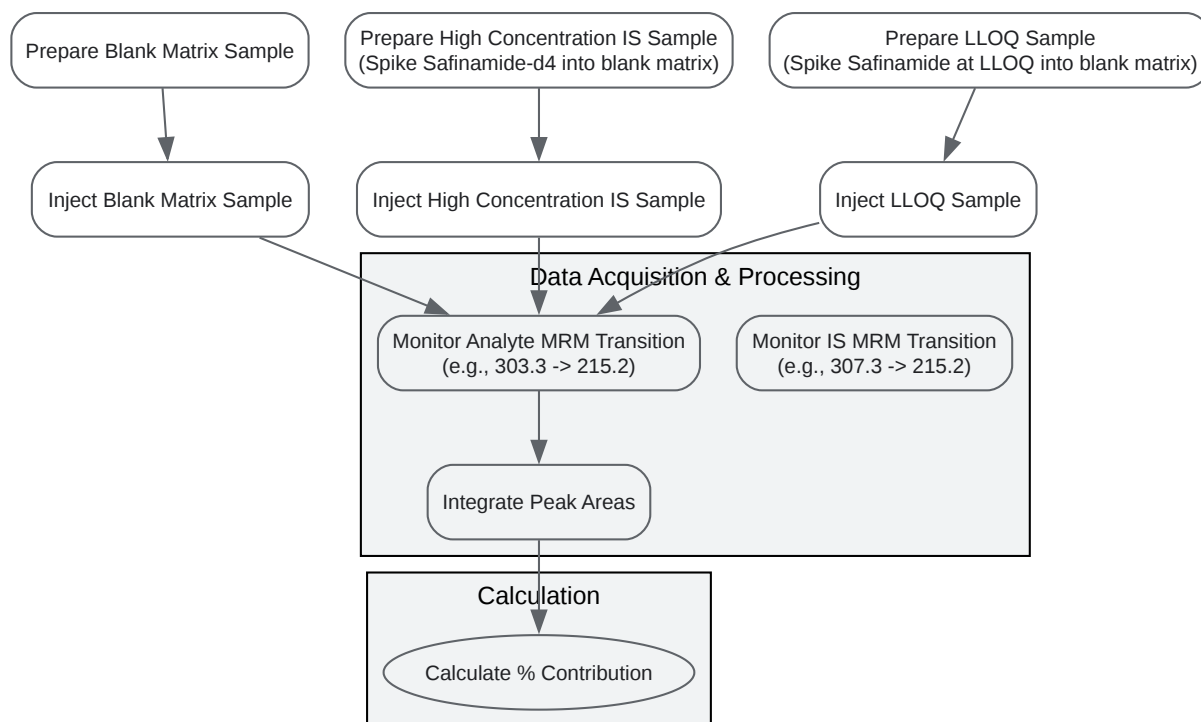 Prepare Blank Matrix Sample
Prepare High Concentration IS Sample
(Spike Safinamide-d4 into blank matrix)
Prepare LLOQ Sample
(Spike Safinamide at LLOQ into blank matrix)
Inject Blank Matrix Sample
Inject High Concentration IS Sample
Inject LLOQ Sample
Data Acquisition & Processing
Monitor Analyte MRM Transition
(e.g., 303.3 -> 215.2)
Monitor IS MRM Transition
(e.g., 307.3 -> 215.2)
Integrate Peak Areas
Calculation
Calculate % Contribution